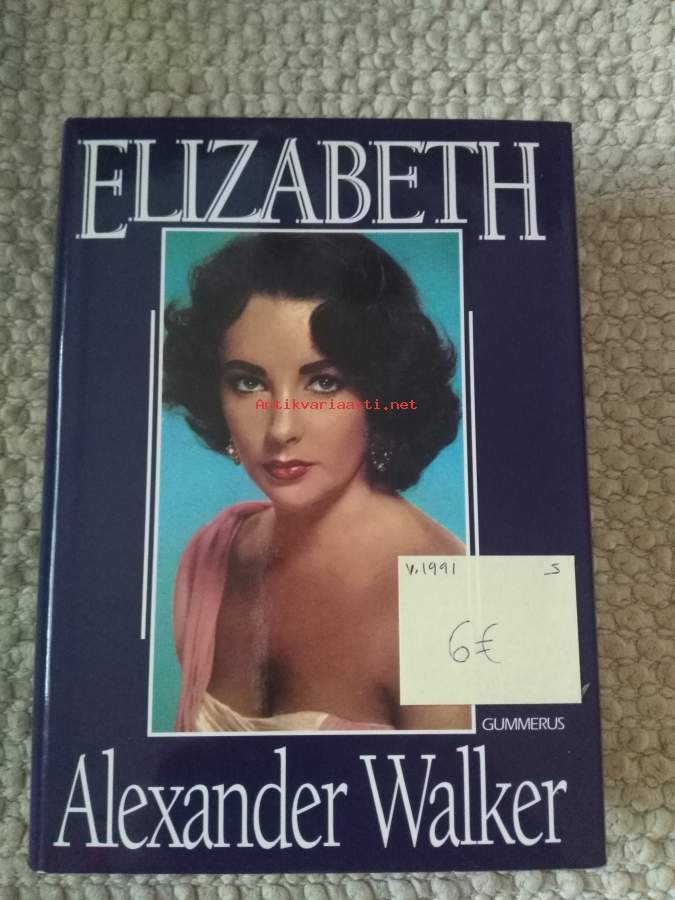 ELIZABETH
Antikvariaatti.net
v.1991 S
6€
GUMMERUS
Alexander Walker